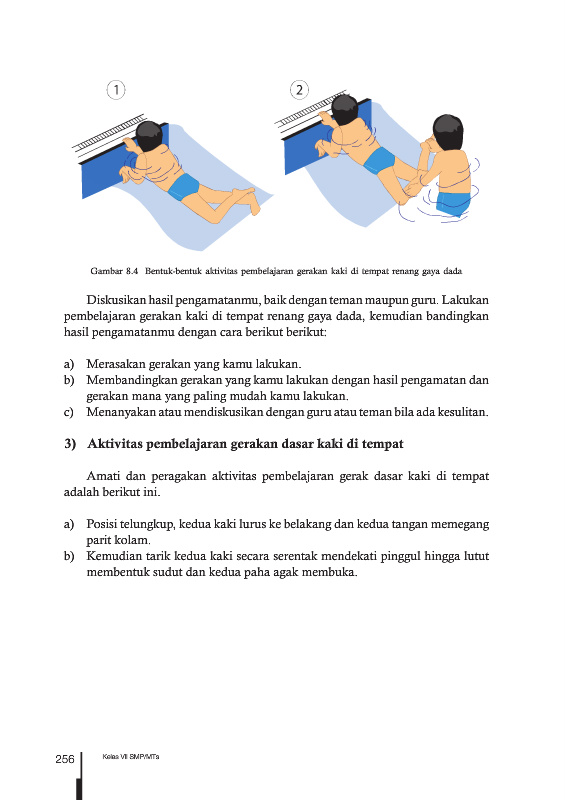 1
2
Gambar 8.4 Bentuk-bentuk aktivitas pembelajaran gerakan kaki di tempat renang gaya dada
Diskusikan hasil pengamatanmu, baik dengan teman maupun guru. Lakukan
pembelajaran gerakan kaki di tempat renang gaya dada, kemudian bandingkan
hasil pengamatanmu dengan cara berikut berikut:
a) Merasakan gerakan yang kamu lakukan.
b) Membandingkan gerakan yang kamu lakukan dengan hasil pengamatan dan
gerakan mana yang paling mudah kamu lakukan.
c) Menanyakan atau mendiskusikan dengan guru atau teman bila ada kesulitan.
3) Aktivitas pembelajaran gerakan dasar kaki di tempat
Amati dan peragakan aktivitas pembelajaran gerak dasar kaki di tempat
adalah berikut ini.
a) Posisi telungkup, kedua kaki lurus ke belakang dan kedua tangan memegang
parit kolam.
b) Kemudian tarik kedua kaki secara serentak mendekati pinggul hingga lutut
membentuk sudut dan kedua paha agak membuka.
256
Kelas VII SMP/MTs